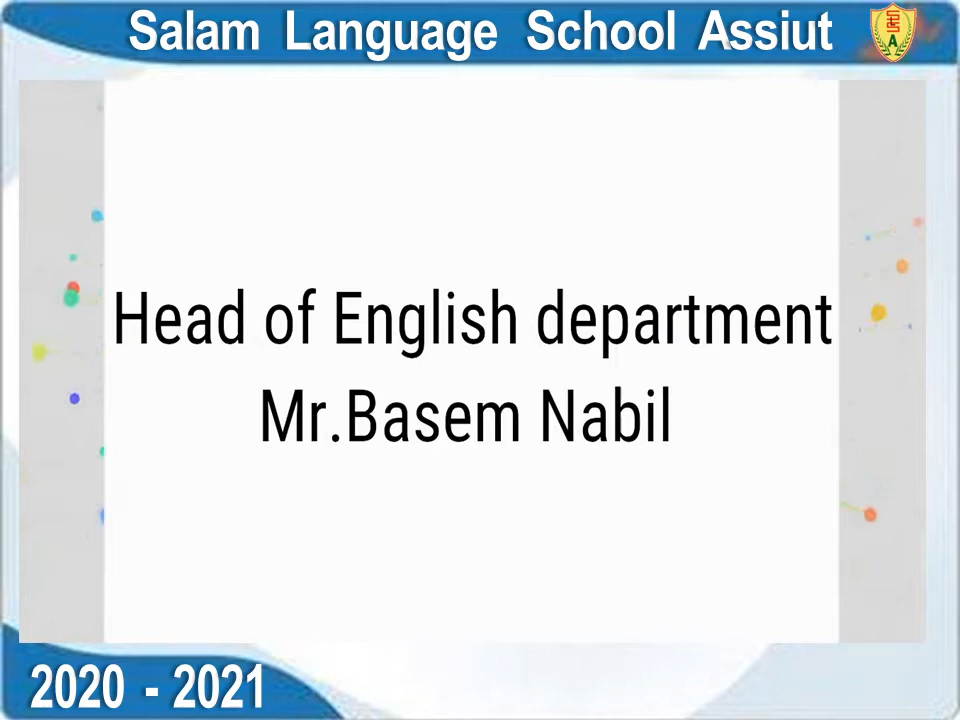 Salam Language School Assiut
Head of English department
Mr.Basem Nabil
2020 - 2021